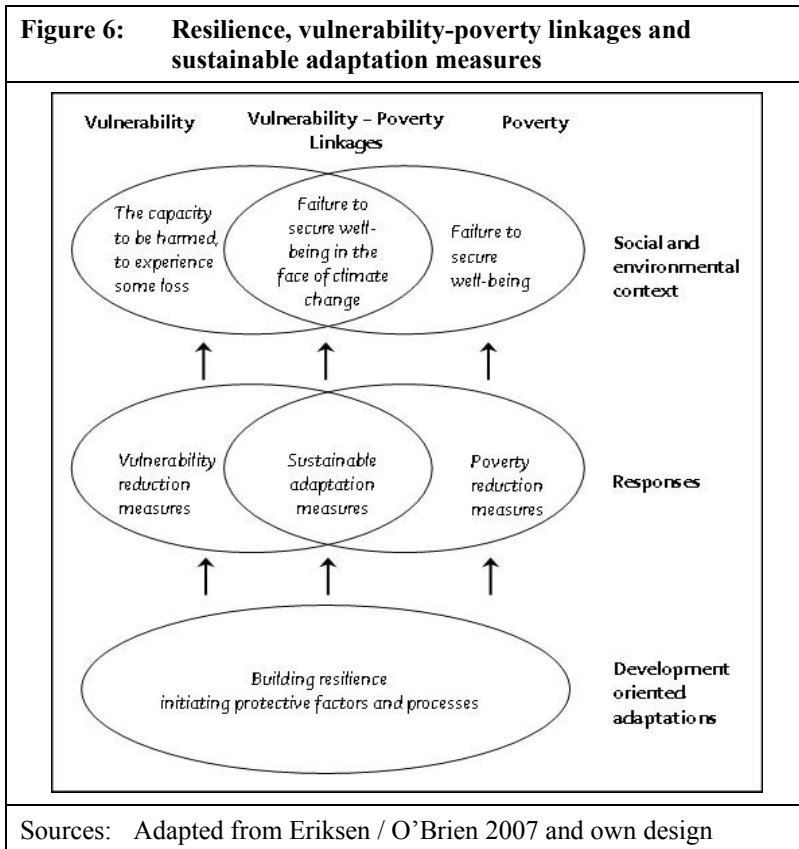 Figure 6: Resilience, vulnerability-poverty linkages and
sustainable adaptation measures
Vulnerability
Vulnerability – Poverty
Linkages
Poverty
The capacity
to be harmed,
to experience
some loss
Failure to
secure well-
being in the
face of climate
change
Failure to
secure
well-being
Social and
environmental
context
Vulnerability
reduction
measures
Sustainable
adaptation
measures
Poverty
reduction
measures
Responses
Building resilience
initiating protective factors and processes
Development
oriented
adaptations
Sources: Adapted from Eriksen / O’Brien 2007 and own design